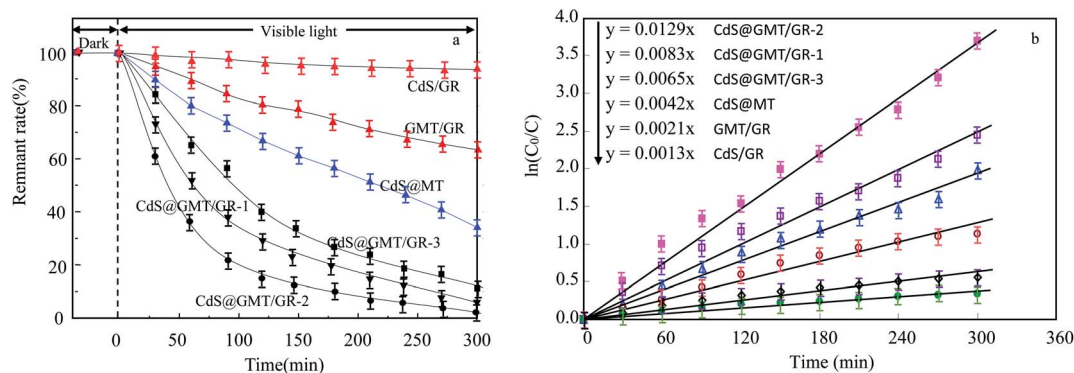 Dark
Visible light
a
CdS/GR
GMT/GR
CdS@MT
CdS@GMT/GR-1
CdS@GMT/GR-3
CdS@GMT/GR-2
Remnant rate(%)
100
80
60
40
20
0
0
50
100
150
200
250
300
Time(min)
b
y = 0.0129x CdS@GMT/GR-2
y = 0.0083x CdS@GMT/GR-1
y = 0.0065x CdS@GMT/GR-3
y = 0.0042x CdS@MT
y = 0.0021x GMT/GR
y = 0.0013x CdS/GR
ln(C₀/C)
4.0
3.5
3.0
2.5
2.0
1.5
1.0
0.5
0.0
0
60
120
180
240
300
360
Time (min)